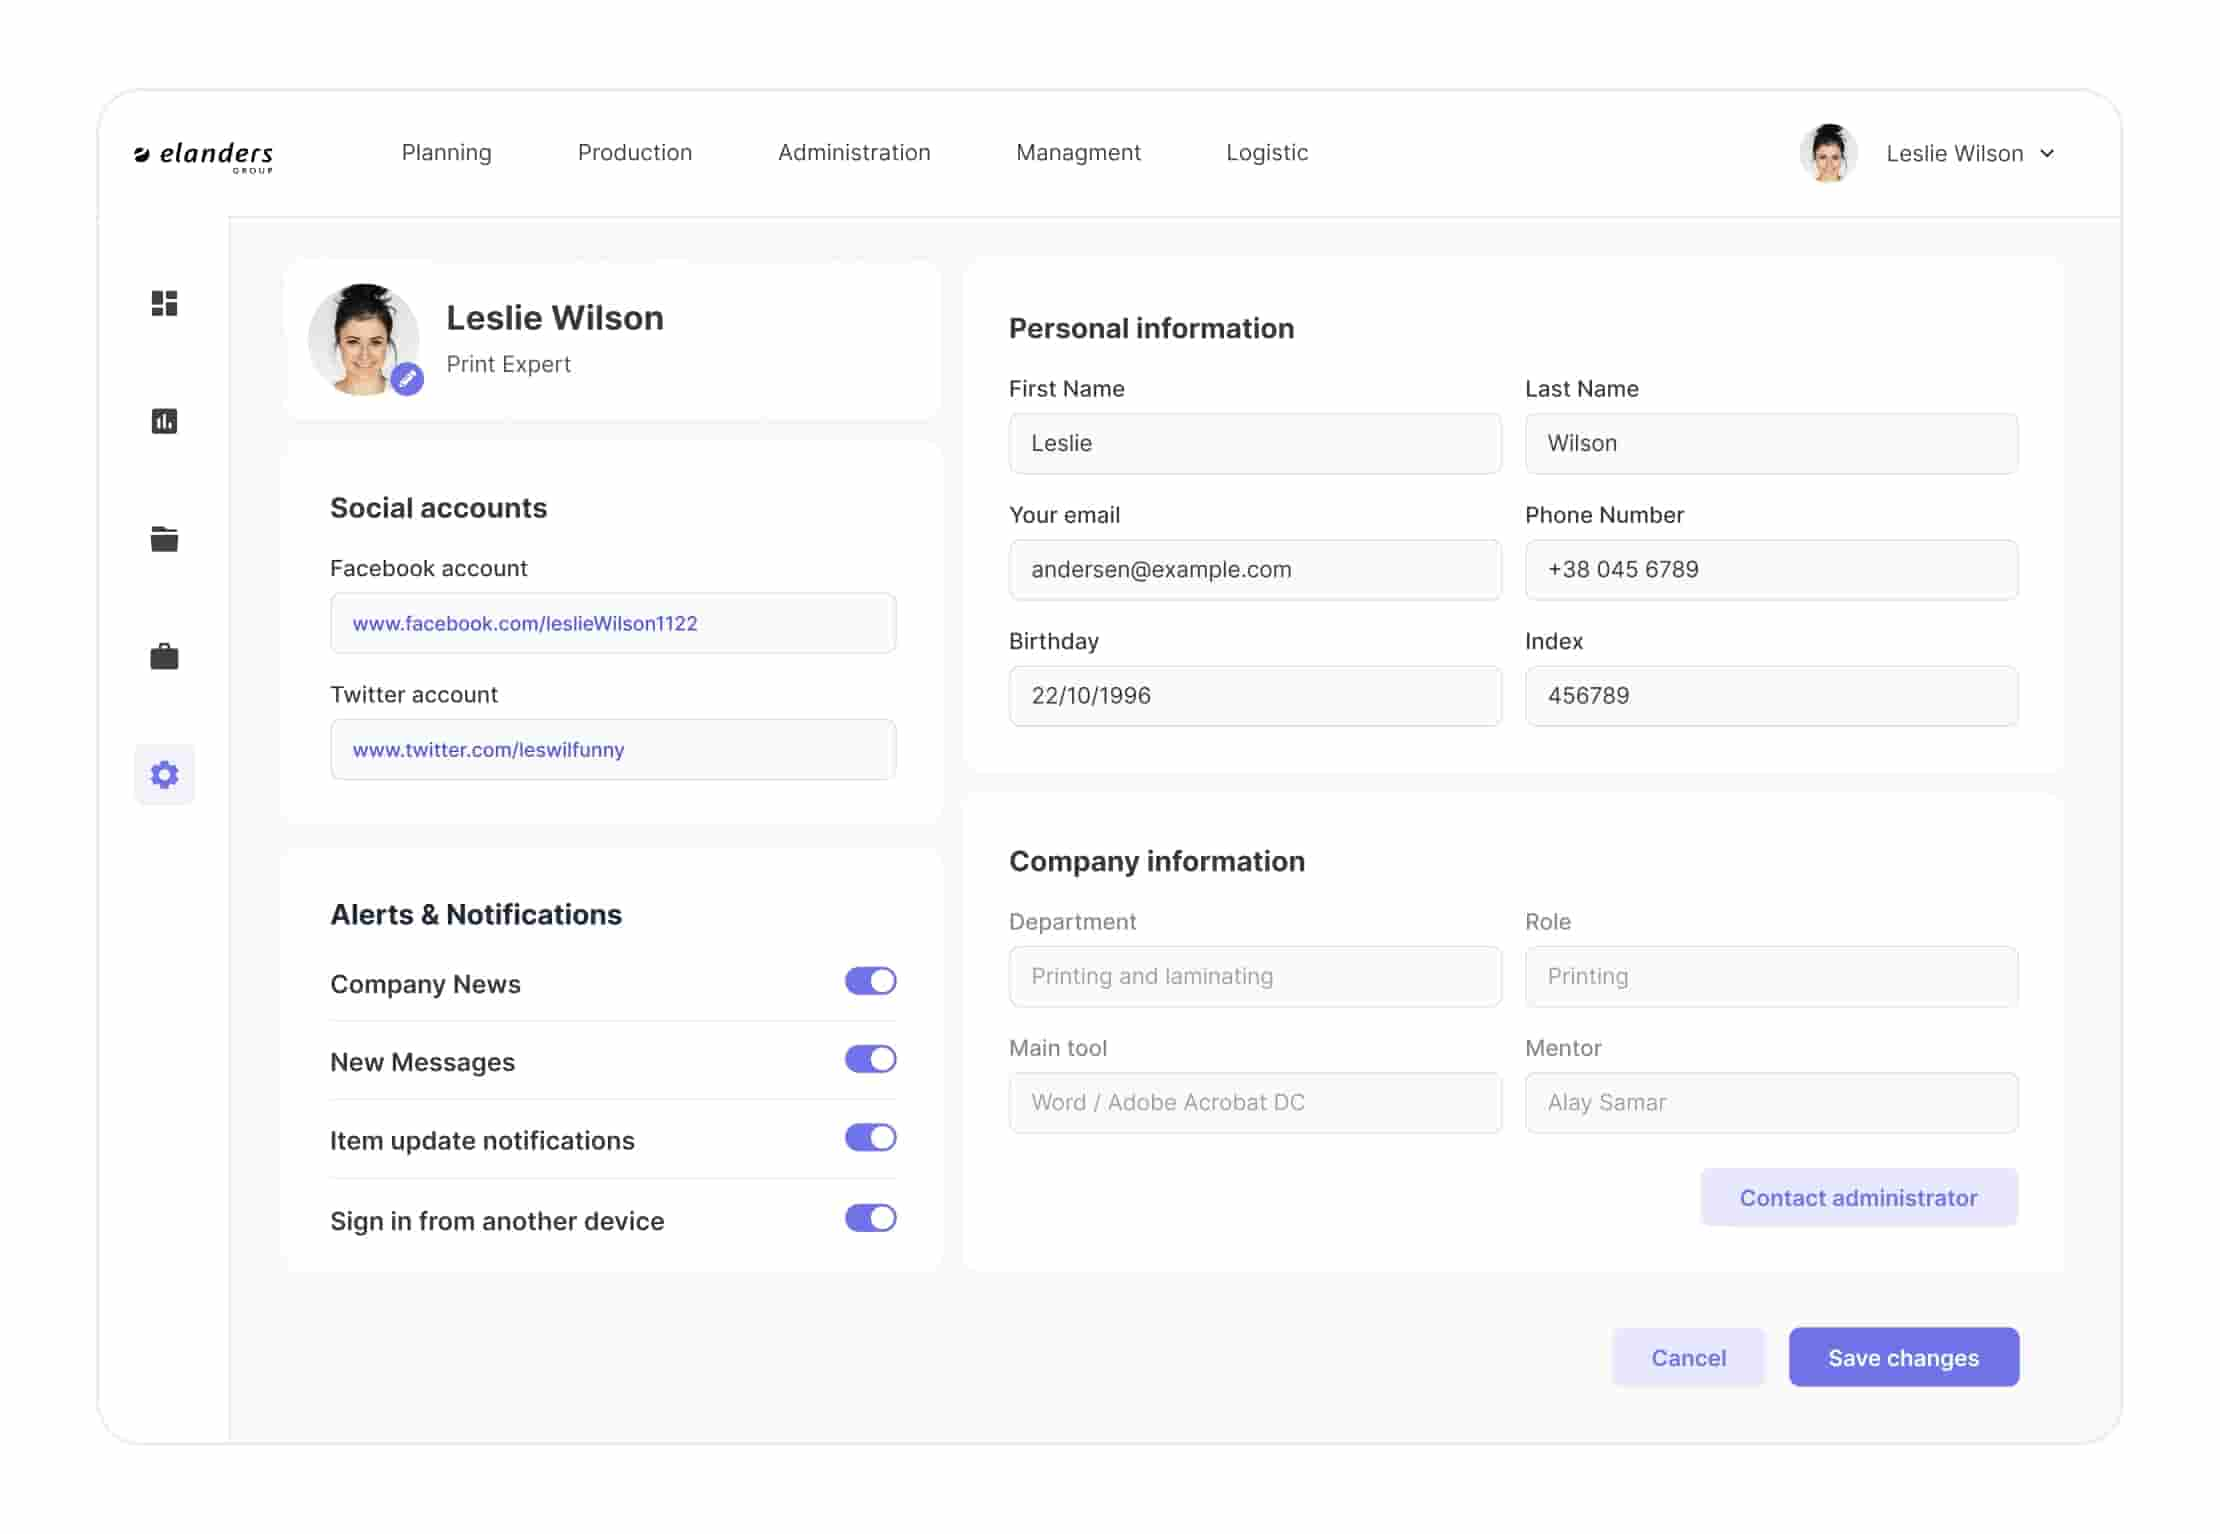 elanders
GROUP
Planning
Production
Administration
Managment
Logistic
Leslie Wilson
Leslie Wilson
Print Expert
Social accounts
Facebook account
www.facebook.com/leslieWilson1122
Twitter account
www.twitter.com/leswilfunny
Alerts & Notifications
Company News
New Messages
Item update notifications
Sign in from another device
Personal information
First Name
Last Name
Leslie
Wilson
Your email
Phone Number
andersen@example.com
+38 045 6789
Birthday
Index
22/10/1996
456789
Company information
Department
Role
Printing and laminating
Printing
Main tool
Mentor
Word / Adobe Acrobat DC
Alay Samar
Contact administrator
Cancel
Save changes